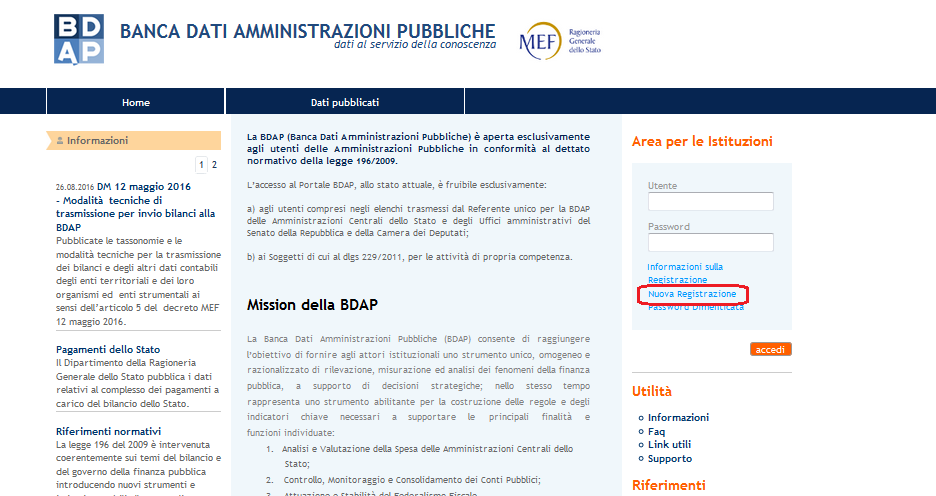 BD
AP
BANCA DATI AMMINISTRAZIONI PUBBLICHE
dati al servizio della conoscenza
MEF
Ragioneria
Generale
dello Stato
Home
Dati pubblicati
Informazioni
1 2
26.08.2016 DM 12 maggio 2016
- Modalità tecniche di
trasmissione per invio bilanci alla
BDAP
Pubblicate le tassonomie e le
modalità tecniche per la trasmissione
dei bilanci e degli altri dati contabili
degli enti territoriali e dei loro
organismi ed enti strumentali ai
sensi dell'articolo 5 del decreto MEF
12 maggio 2016.
Pagamenti dello Stato
Il Dipartimento della Ragioneria
Generale dello Stato pubblica i dati
relativi al complesso dei pagamenti a
carico del bilancio dello Stato.
Riferimenti normativi
La legge 196 del 2009 è intervenuta
coerentemente sui temi del bilancio e
del governo della finanza pubblica
introducendo nuovi strumenti e
La BDAP (Banca Dati Amministrazioni Pubbliche) è aperta esclusivamente
agli utenti delle Amministrazioni Pubbliche in conformità al dettato
normativo della legge 196/2009.
L'accesso al Portale BDAP, allo stato attuale, è fruibile esclusivamente:
a) agli utenti compresi negli elenchi trasmessi dal Referente unico per la BDAP
delle Amministrazioni Centrali dello Stato e degli Uffici amministrativi del
Senato della Repubblica e della Camera dei Deputati;
b) ai Soggetti di cui al dlgs 229/2011, per le attività di propria competenza.
Mission della BDAP
La Banca Dati Amministrazioni Pubbliche (BDAP) consente di raggiungere
l'obiettivo di fornire agli attori istituzionali uno strumento unico, omogeneo e
razionalizzato di rilevazione, misurazione ed analisi dei fenomeni della finanza
pubblica, a supporto di decisioni strategiche; nello stesso tempo
rappresenta uno strumento abilitante per la costruzione delle regole e degli
indicatori chiave necessari a supportare le principali finalità e
funzioni individuate:
1. Analisi e Valutazione della Spesa delle Amministrazioni Centrali dello
Stato;
2. Controllo, Monitoraggio e Consolidamento dei Conti Pubblici;
3. Attuazione e Stabilità del Federalismo Fiscale
Area per le Istituzioni
Utente
Password
Informazioni sulla
Registrazione
Nuova Registrazione
Password Dimenticata
accedi
Utilità
Informazioni
Faq
Link utili
Supporto
Riferimenti